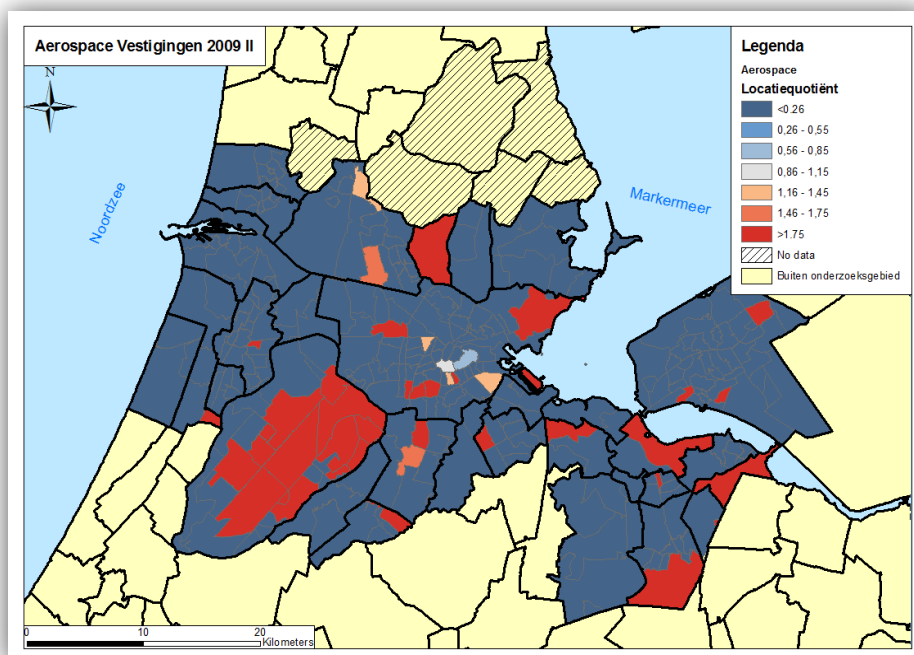 Aerospace Vestigingen 2009 II
N
Noordzee
Markermeer
Legenda
Aerospace
Locatiequotiënt
<0.26
0,26 - 0,55
0,56 - 0,85
0,86 - 1,15
1,16 - 1,45
1,46 - 1,75
>1.75
No data
Buiten onderzoeksgebied
0 10 20
Kilometers